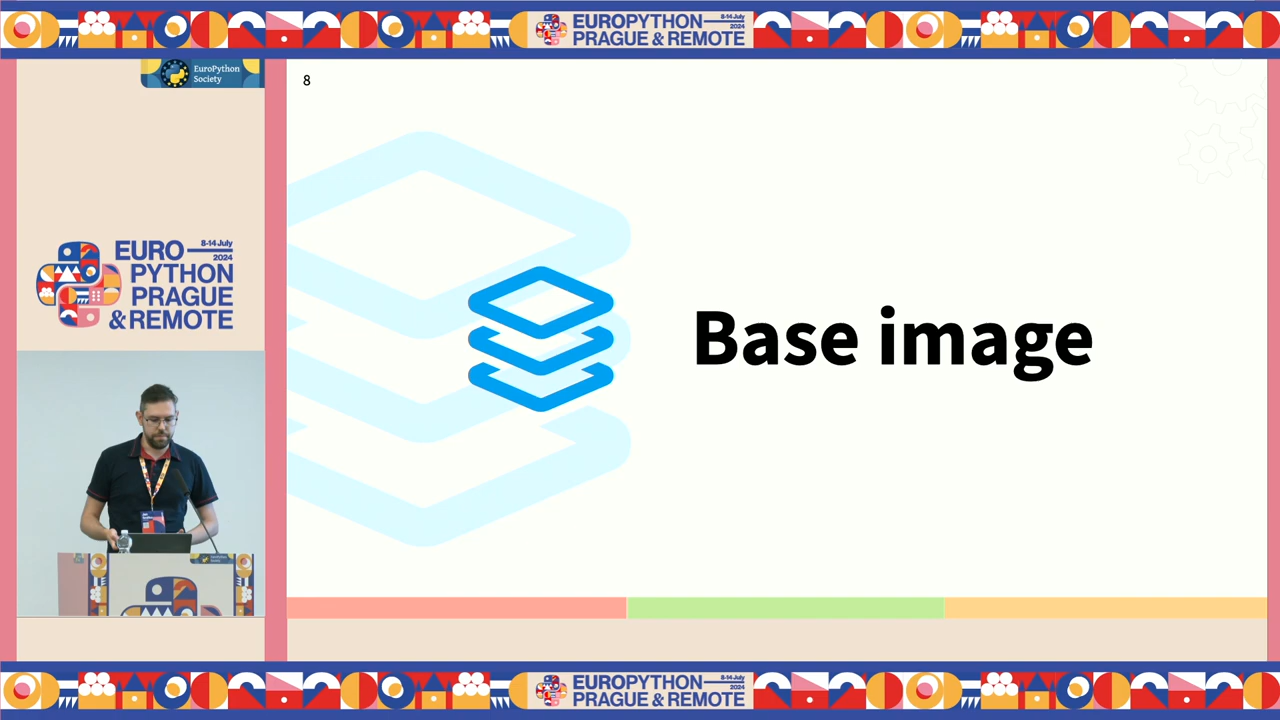 EUROPYTHON
8-14 July
2024
PRAGUE & REMOTE
EuroPython
Society
8
EURO
8-14 July
2024
PYTHON
PRAGUE
& REMOTE
Base image
EUROPYTHON
8-14 July
2024
PRAGUE & REMOTE